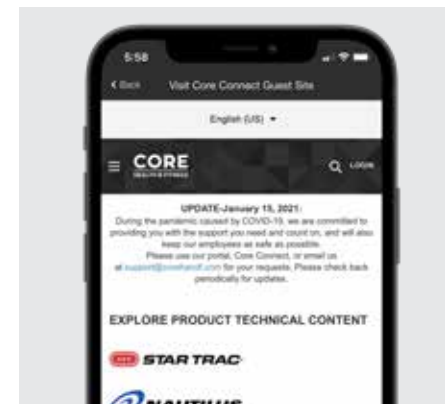 5:58
Back Visit Core Connect Guest Site
English (US)
CORE
HEALTH & FITNESS
LOGIN
UPDATE-January 15, 2021:
During the pandemic caused by COVID-19, we are committed to
providing you with the support you need and count on, and will also
keep our employees as safe as possible.
Please use our portal, Core Connect, or email us
at support@corehandf.com for your requests. Please check back
periodically for updates.
EXPLORE PRODUCT TECHNICAL CONTENT
STAR TRAC
NAUTILUS